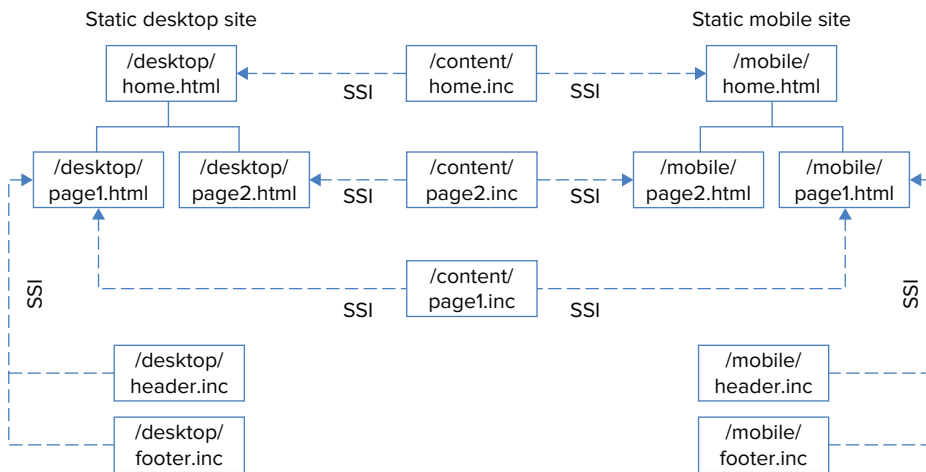 Static desktop site
Static mobile site
/desktop/
home.html
/content/
home.inc
/mobile/
home.html
SSI
SSI
/desktop/
page1.html
/desktop/
page2.html
/content/
page2.inc
/mobile/
page2.html
/mobile/
page1.html
SSI
SSI
/content/
page1.inc
SSI
SSI
SSI
SSI
/desktop/
header.inc
/mobile/
header.inc
/desktop/
footer.inc
/mobile/
footer.inc